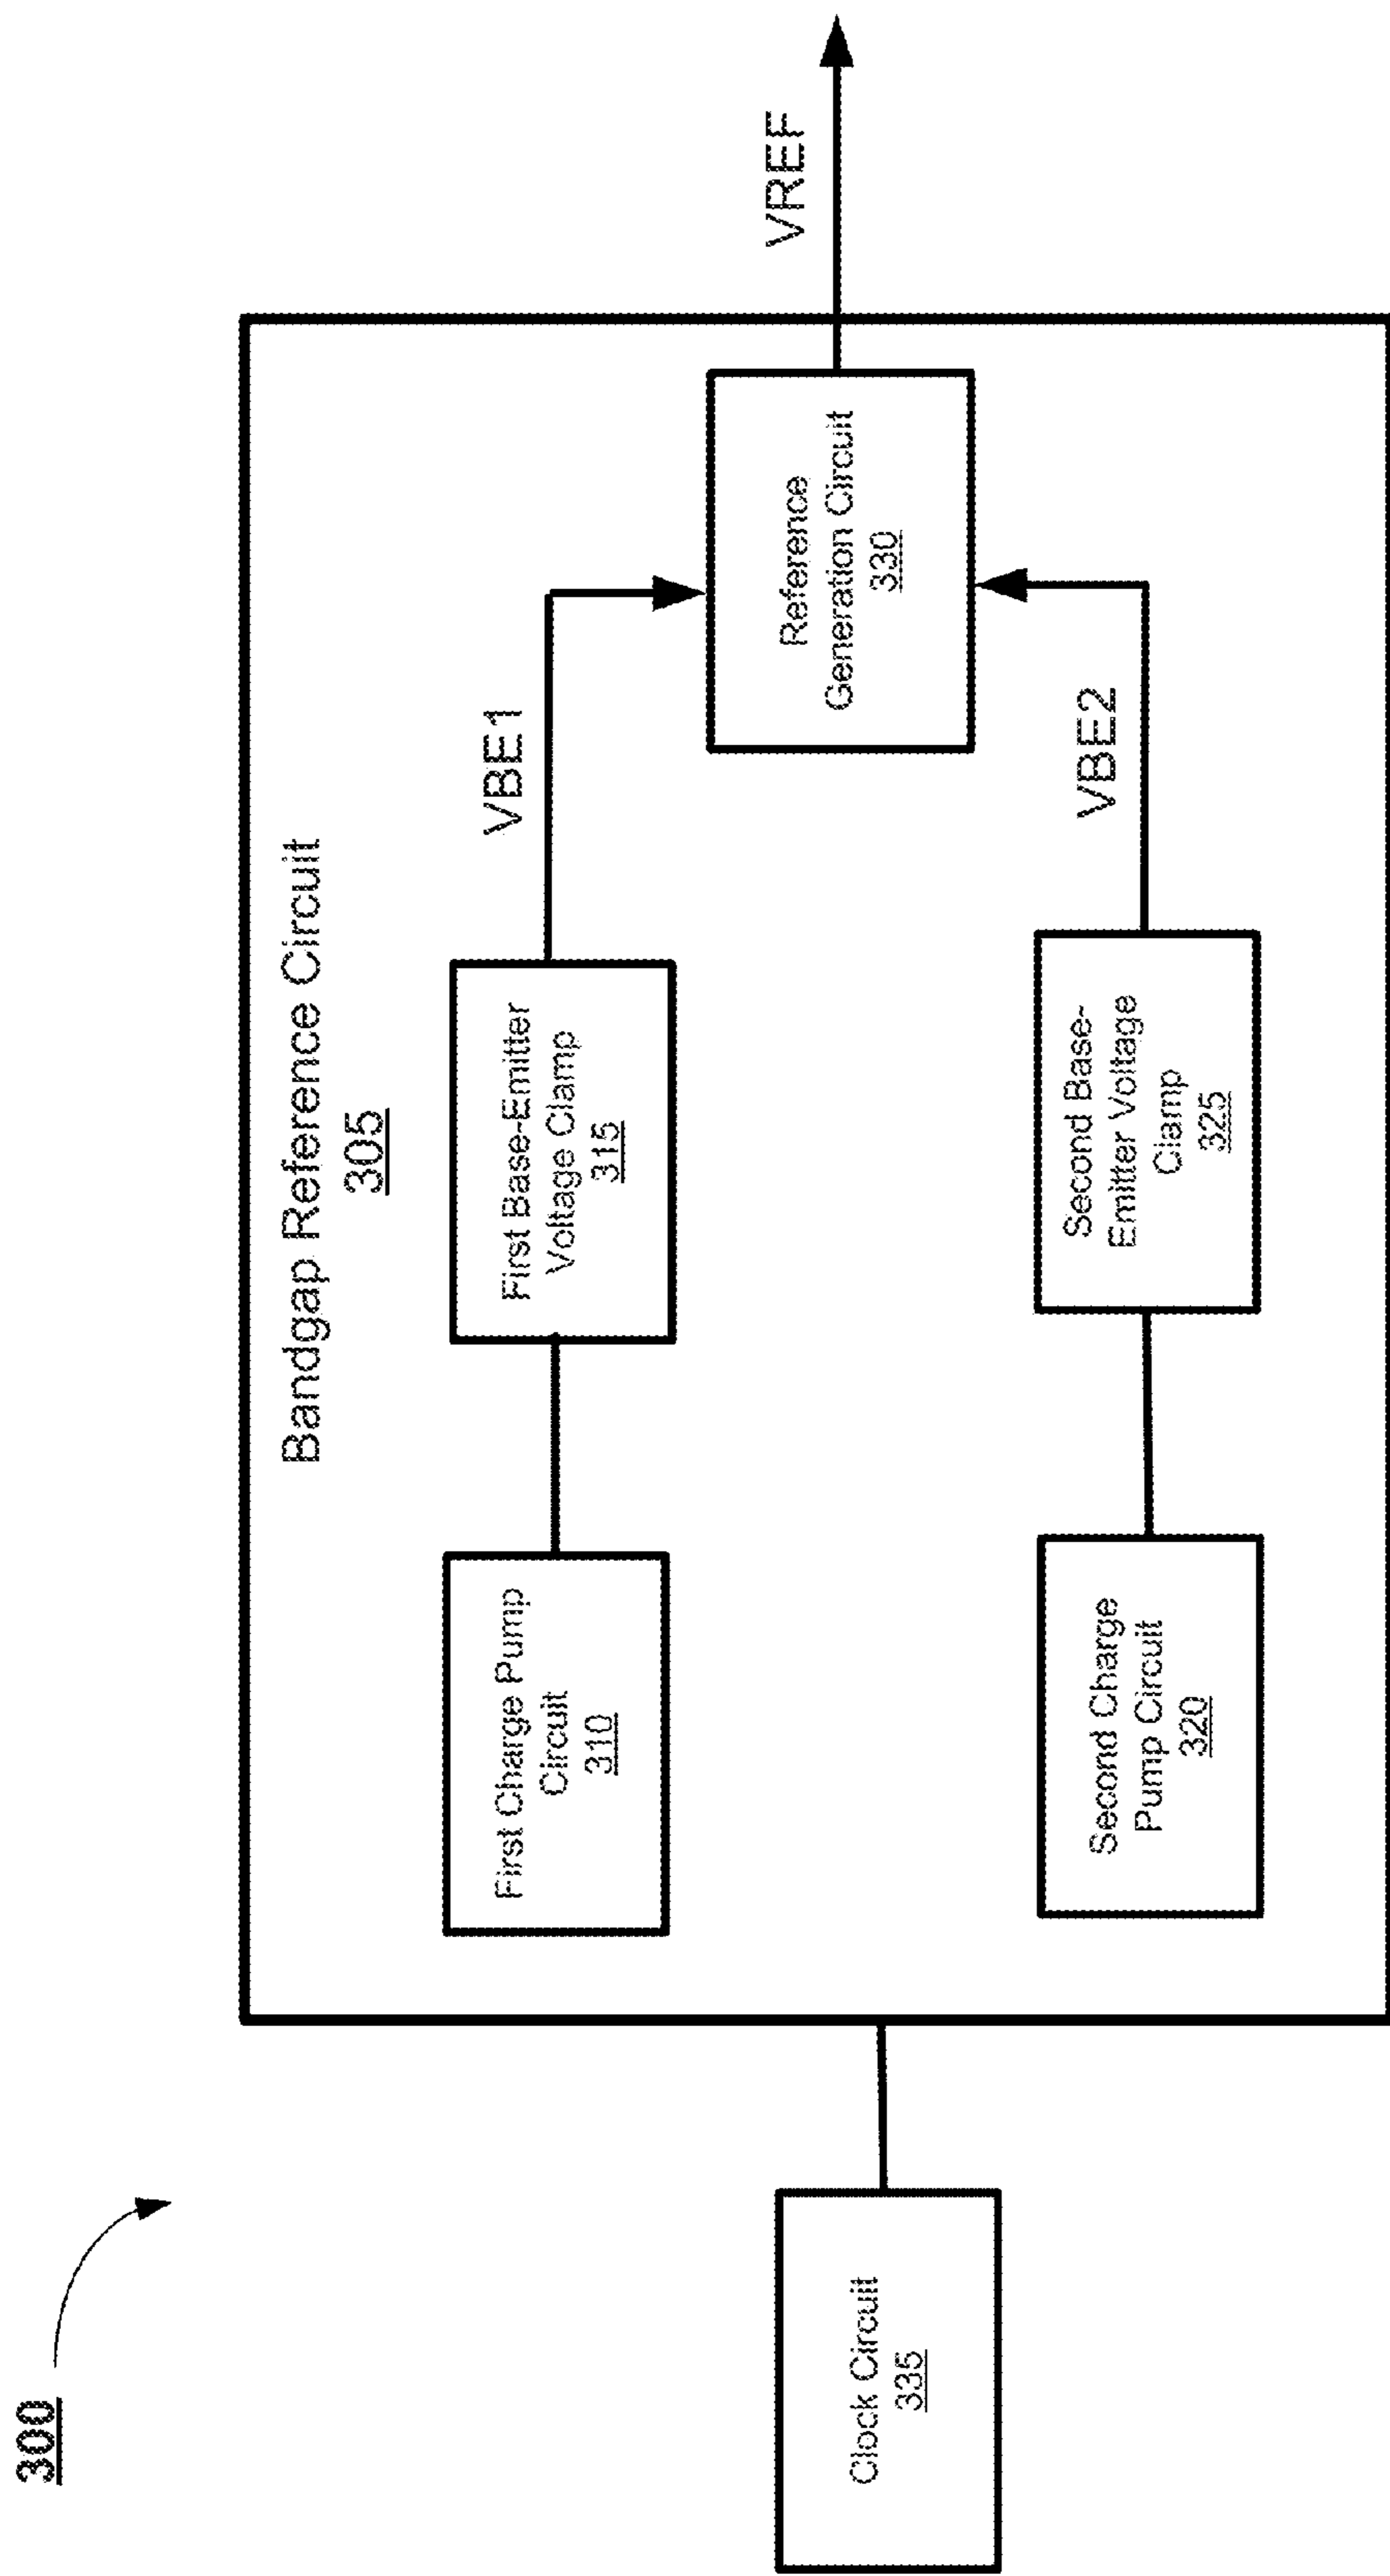 300
Bandgap Reference Circuit
305
First Charge Pump
Circuit
310
First Base-Emitter
Voltage Clamp
315
VBE1
Second Charge
Pump Circuit
320
Second Base-
Emitter Voltage
Clamp
325
VBE2
Reference
Generation Circuit
330
VREF
Clock Circuit
335